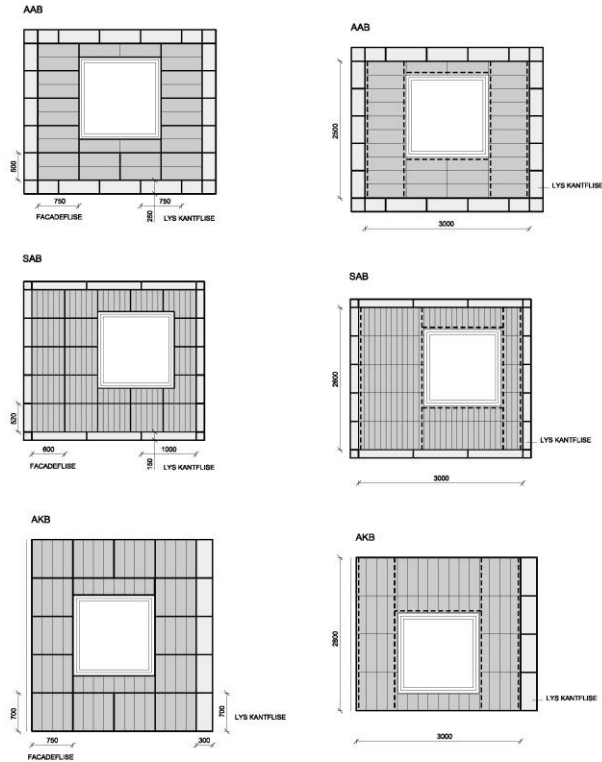 AAB
500
750
250
750
FACADEFLISE
LYS KANTFLISE
AAB
2500
3000
LYS KANTFLISE
SAB
520
600
150
1000
FACADEFLISE
LYS KANTFLISE
SAB
2600
3000
LYS KANTFLISE
AKB
700
750
300
700
FACADEFLISE
LYS KANTFLISE
AKB
2800
3000
LYS KANTFLISE